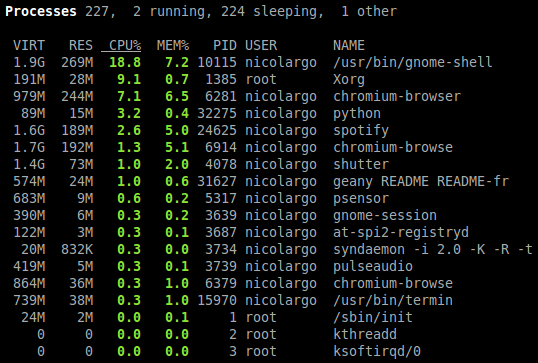 Processes 227, 2 running, 224 sleeping, 1 other
VIRT RES CPU% MEM% PID USER NAME
1.9G 269M 18.8 7.2 10115 nicolargo /usr/bin/gnome-shell
191M 28M 9.1 0.7 1385 root Xorg
979M 244M 7.1 6.5 6281 nicolargo chromium-browser
89M 15M 3.2 0.4 32275 nicolargo python
1.6G 189M 2.6 5.0 24625 nicolargo spotify
1.7G 192M 1.3 5.1 6914 nicolargo chromium-browse
1.4G 73M 1.0 2.0 4078 nicolargo shutter
574M 24M 1.0 0.6 31627 nicolargo geany README README-fr
683M 9M 0.6 0.2 5317 nicolargo psensor
390M 6M 0.3 0.2 3639 nicolargo gnome-session
122M 3M 0.3 0.1 3687 nicolargo at-spi2-registryd
20M 832K 0.3 0.0 3734 nicolargo syndaemon -i 2.0 -K -R -t
419M 5M 0.3 0.1 3739 nicolargo pulseaudio
864M 36M 0.3 1.0 6379 nicolargo chromium-browse
739M 38M 0.3 1.0 15970 nicolargo /usr/bin/termin
24M 2M 0.0 0.1 1 root /sbin/init
0 0 0.0 0.0 2 root kthreadd
0 0 0.0 0.0 3 root ksoftirqd/0